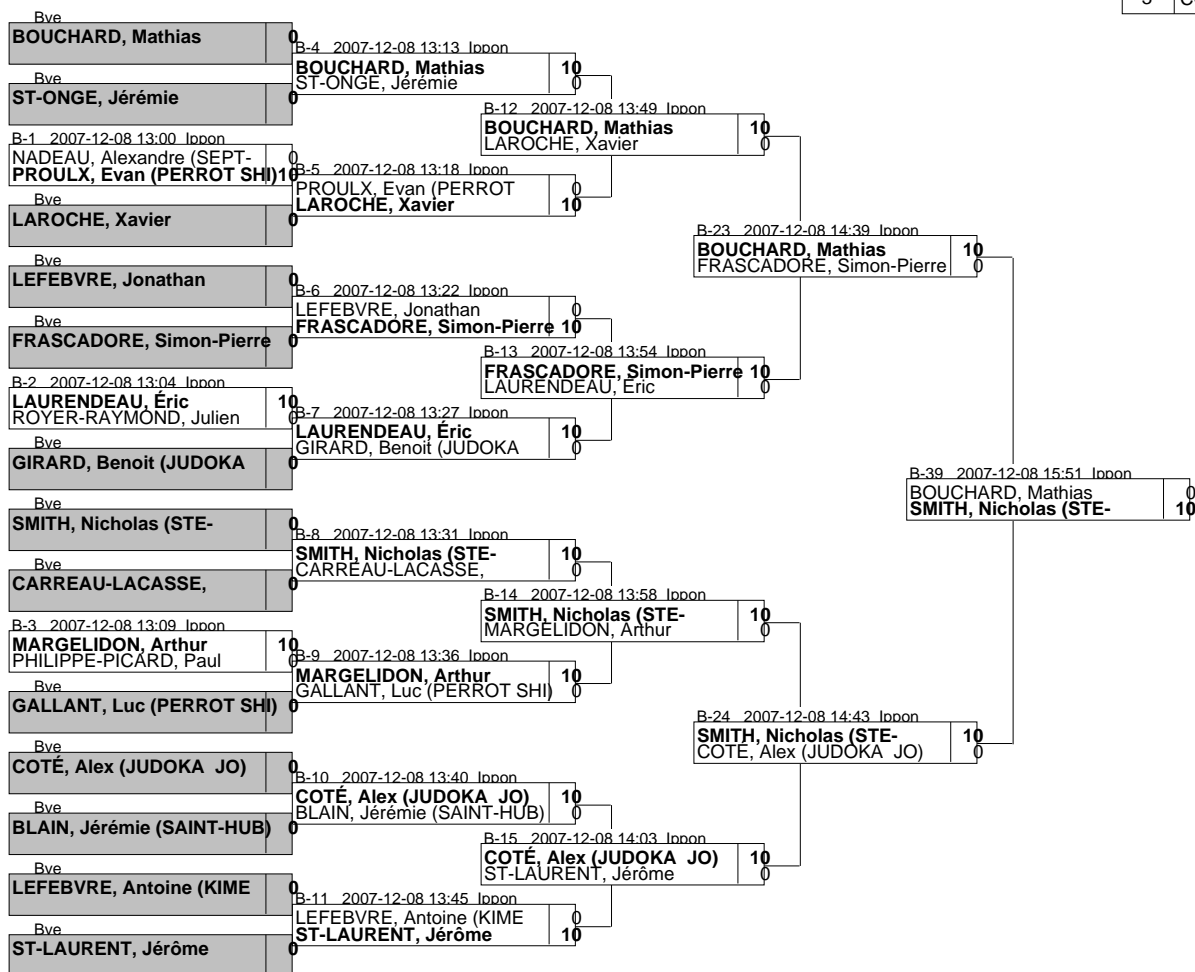 Bye
BOUCHARD, Mathias 0
Bye
ST-ONGE, Jérémie 0
B-1 2007-12-08 13:00 Ippon
NADEAU, Alexandre (SEPT- 0
PROULX, Evan (PERROT SHI) 10
Bye
LAROCHE, Xavier 0
Bye
LEFEBVRE, Jonathan 0
Bye
FRASCADORE, Simon-Pierre 0
B-2 2007-12-08 13:04 Ippon
LAURENDEAU, Éric 10
ROYER-RAYMOND, Julien 0
Bye
GIRARD, Benoit (JUDOKA 0
Bye
SMITH, Nicholas (STE- 0
Bye
CARREAU-LACASSE, 0
B-3 2007-12-08 13:09 Ippon
MARGELIDON, Arthur 10
PHILIPPE-PICARD, Paul 0
Bye
GALLANT, Luc (PERROT SHI) 0
Bye
COTÉ, Alex (JUDOKA JO) 0
Bye
BLAIN, Jérémie (SAINT-HUB) 0
Bye
LEFEBVRE, Antoine (KIME 0
Bye
ST-LAURENT, Jérôme 0
B-4 2007-12-08 13:13 Ippon
BOUCHARD, Mathias 10
ST-ONGE, Jérémie 0
B-5 2007-12-08 13:18 Ippon
PROULX, Evan (PERROT 0
LAROCHE, Xavier 10
B-6 2007-12-08 13:22 Ippon
LEFEBVRE, Jonathan 0
FRASCADORE, Simon-Pierre 10
B-7 2007-12-08 13:27 Ippon
LAURENDEAU, Éric 10
GIRARD, Benoit (JUDOKA 0
B-8 2007-12-08 13:31 Ippon
SMITH, Nicholas (STE- 10
CARREAU-LACASSE, 0
B-9 2007-12-08 13:36 Ippon
MARGELIDON, Arthur 10
GALLANT, Luc (PERROT SHI) 0
B-10 2007-12-08 13:40 Ippon
COTÉ, Alex (JUDOKA JO) 10
BLAIN, Jérémie (SAINT-HUB) 0
B-11 2007-12-08 13:45 Ippon
LEFEBVRE, Antoine (KIME 0
ST-LAURENT, Jérôme 10
B-12 2007-12-08 13:49 Ippon
BOUCHARD, Mathias 10
LAROCHE, Xavier 0
B-13 2007-12-08 13:54 Ippon
FRASCADORE, Simon-Pierre 10
LAURENDEAU, Éric 0
B-14 2007-12-08 13:58 Ippon
SMITH, Nicholas (STE- 10
MARGELIDON, Arthur 0
B-15 2007-12-08 14:03 Ippon
COTÉ, Alex (JUDOKA JO) 10
ST-LAURENT, Jérôme 0
B-23 2007-12-08 14:39 Ippon
BOUCHARD, Mathias 10
FRASCADORE, Simon-Pierre 0
B-24 2007-12-08 14:43 Ippon
SMITH, Nicholas (STE- 10
COTÉ, Alex (JUDOKA JO) 0
B-39 2007-12-08 15:51 Ippon
BOUCHARD, Mathias 0
SMITH, Nicholas (STE- 10